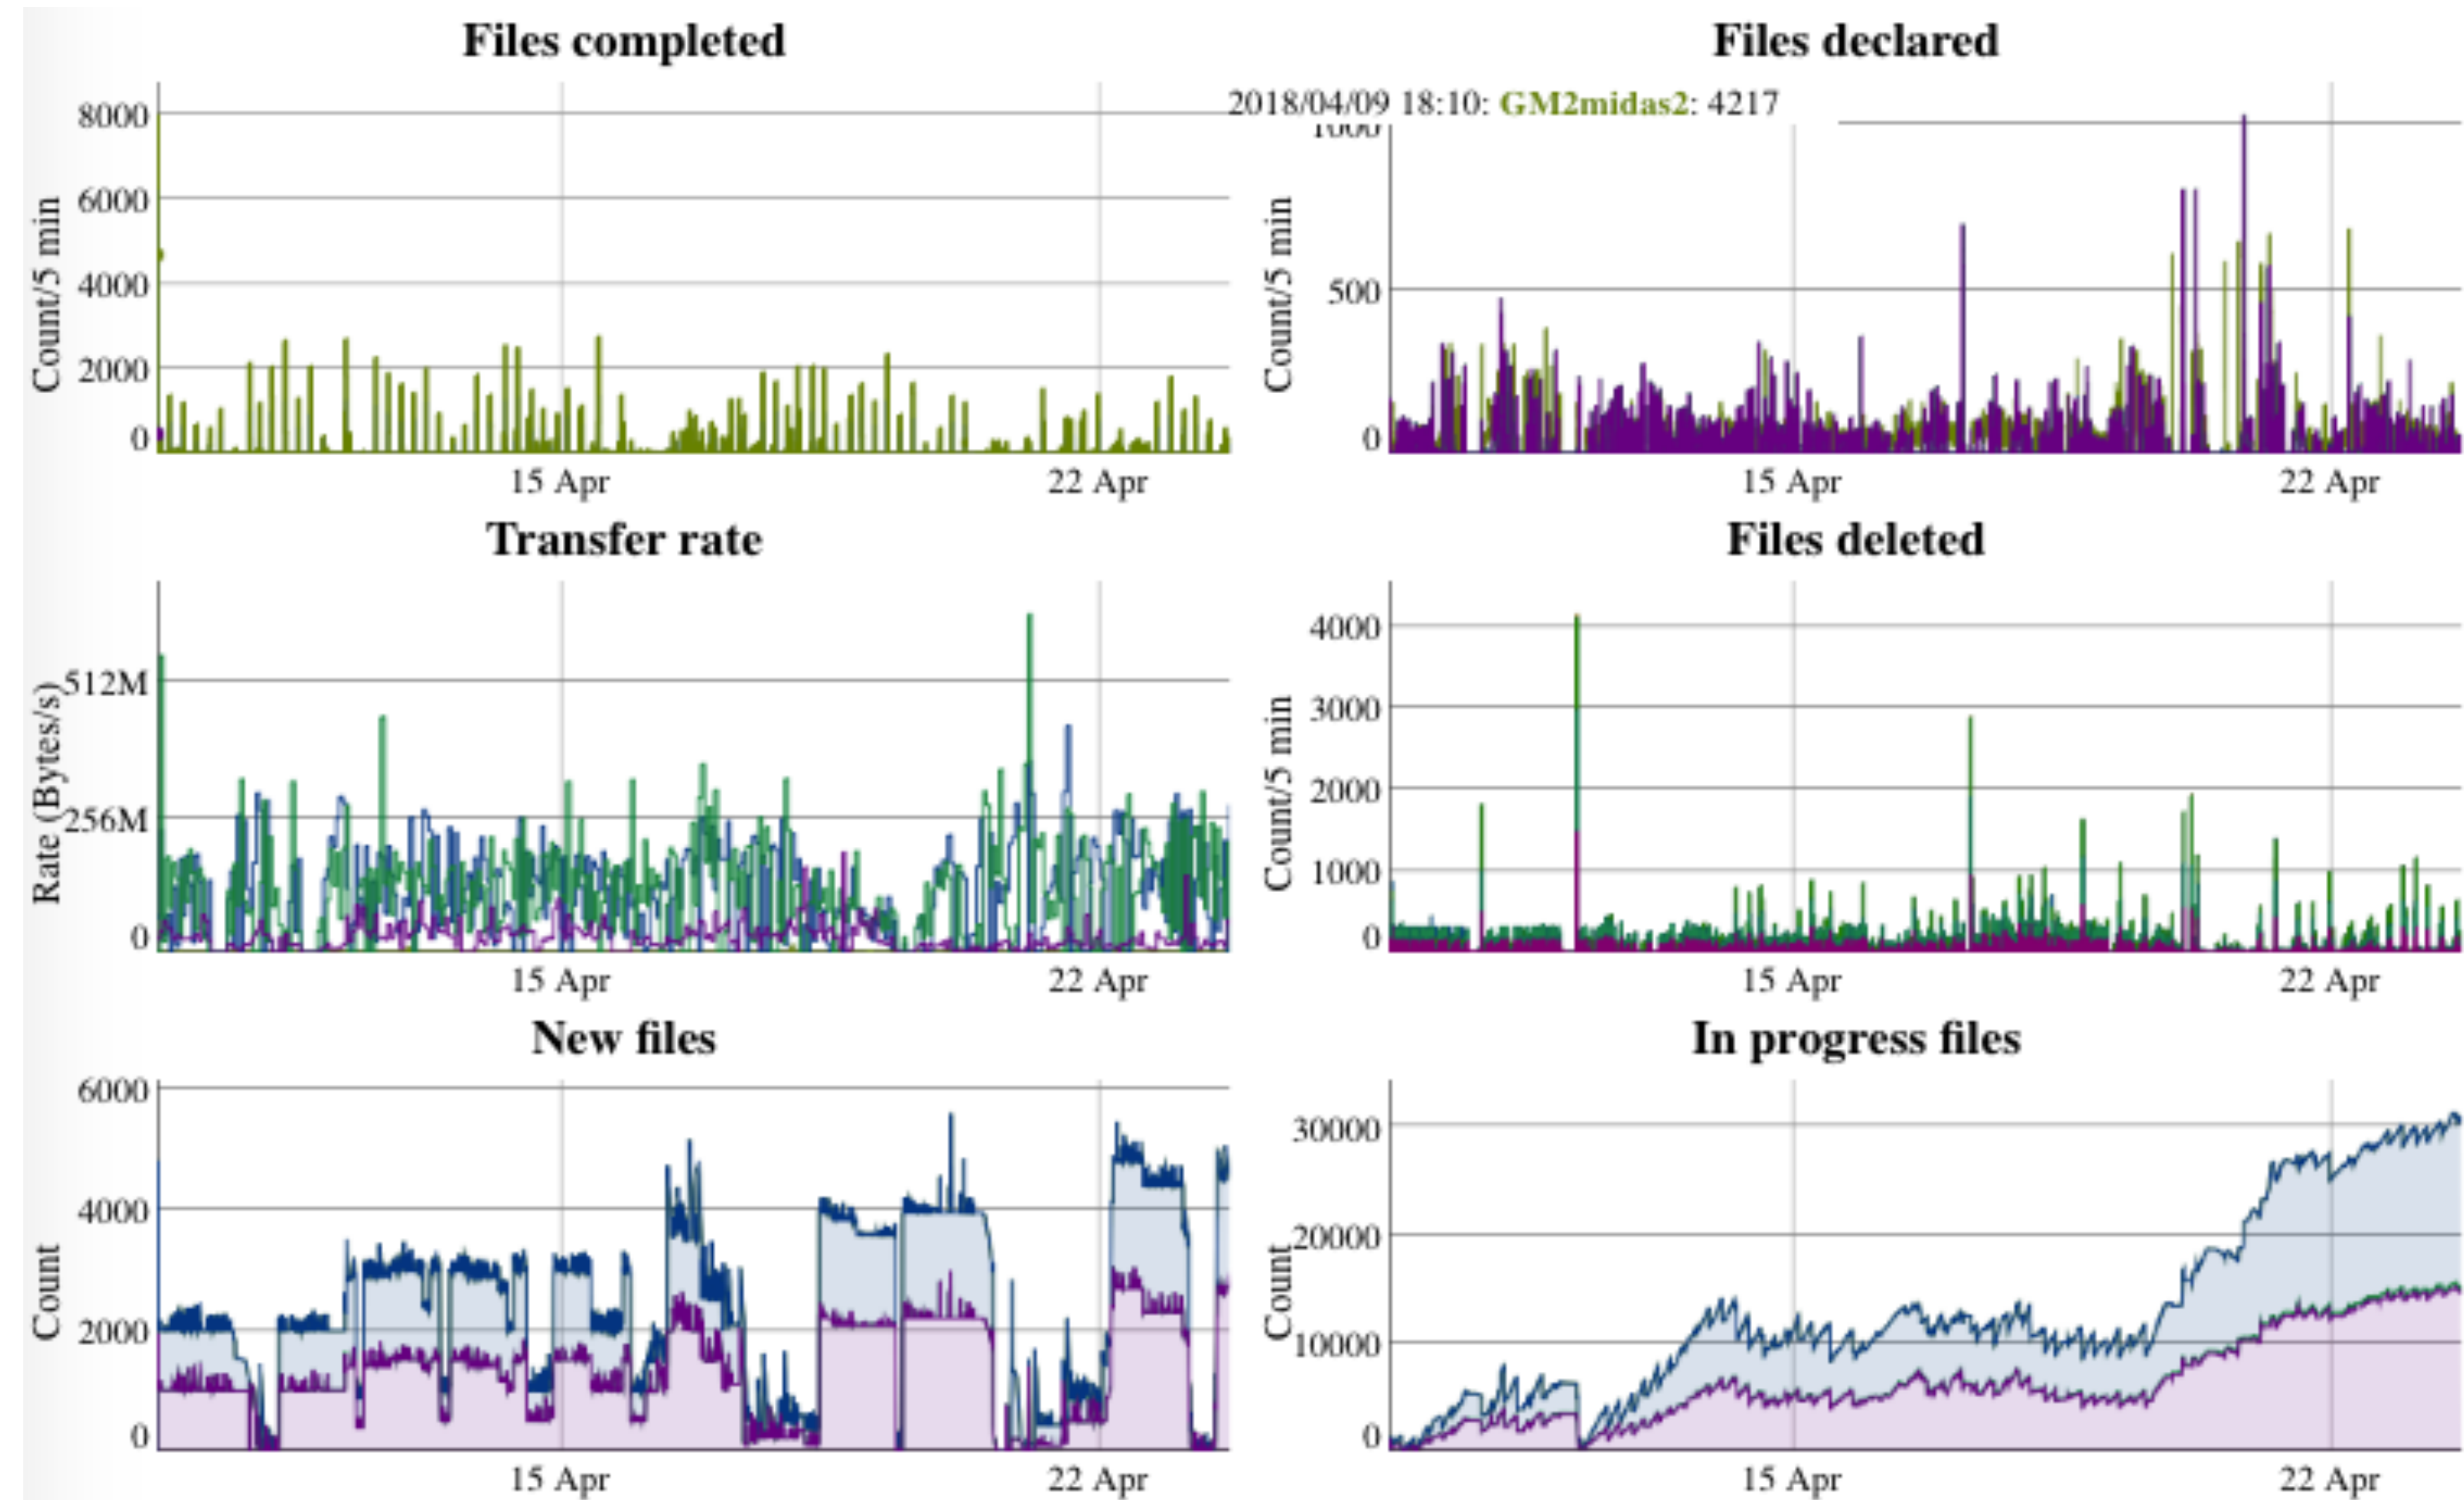 Files completed
Files declared
2018/04/09 18:10: GM2midas2: 4217
Count/5 min
8000
6000
4000
2000
0
15 Apr
22 Apr
Count/5 min
1000
500
0
15 Apr
22 Apr
Transfer rate
Files deleted
Rate (Bytes/s)
512M
256M
0
15 Apr
22 Apr
Count/5 min
4000
3000
2000
1000
0
15 Apr
22 Apr
New files
In progress files
Count
6000
4000
2000
0
15 Apr
22 Apr
Count
30000
20000
10000
0
15 Apr
22 Apr